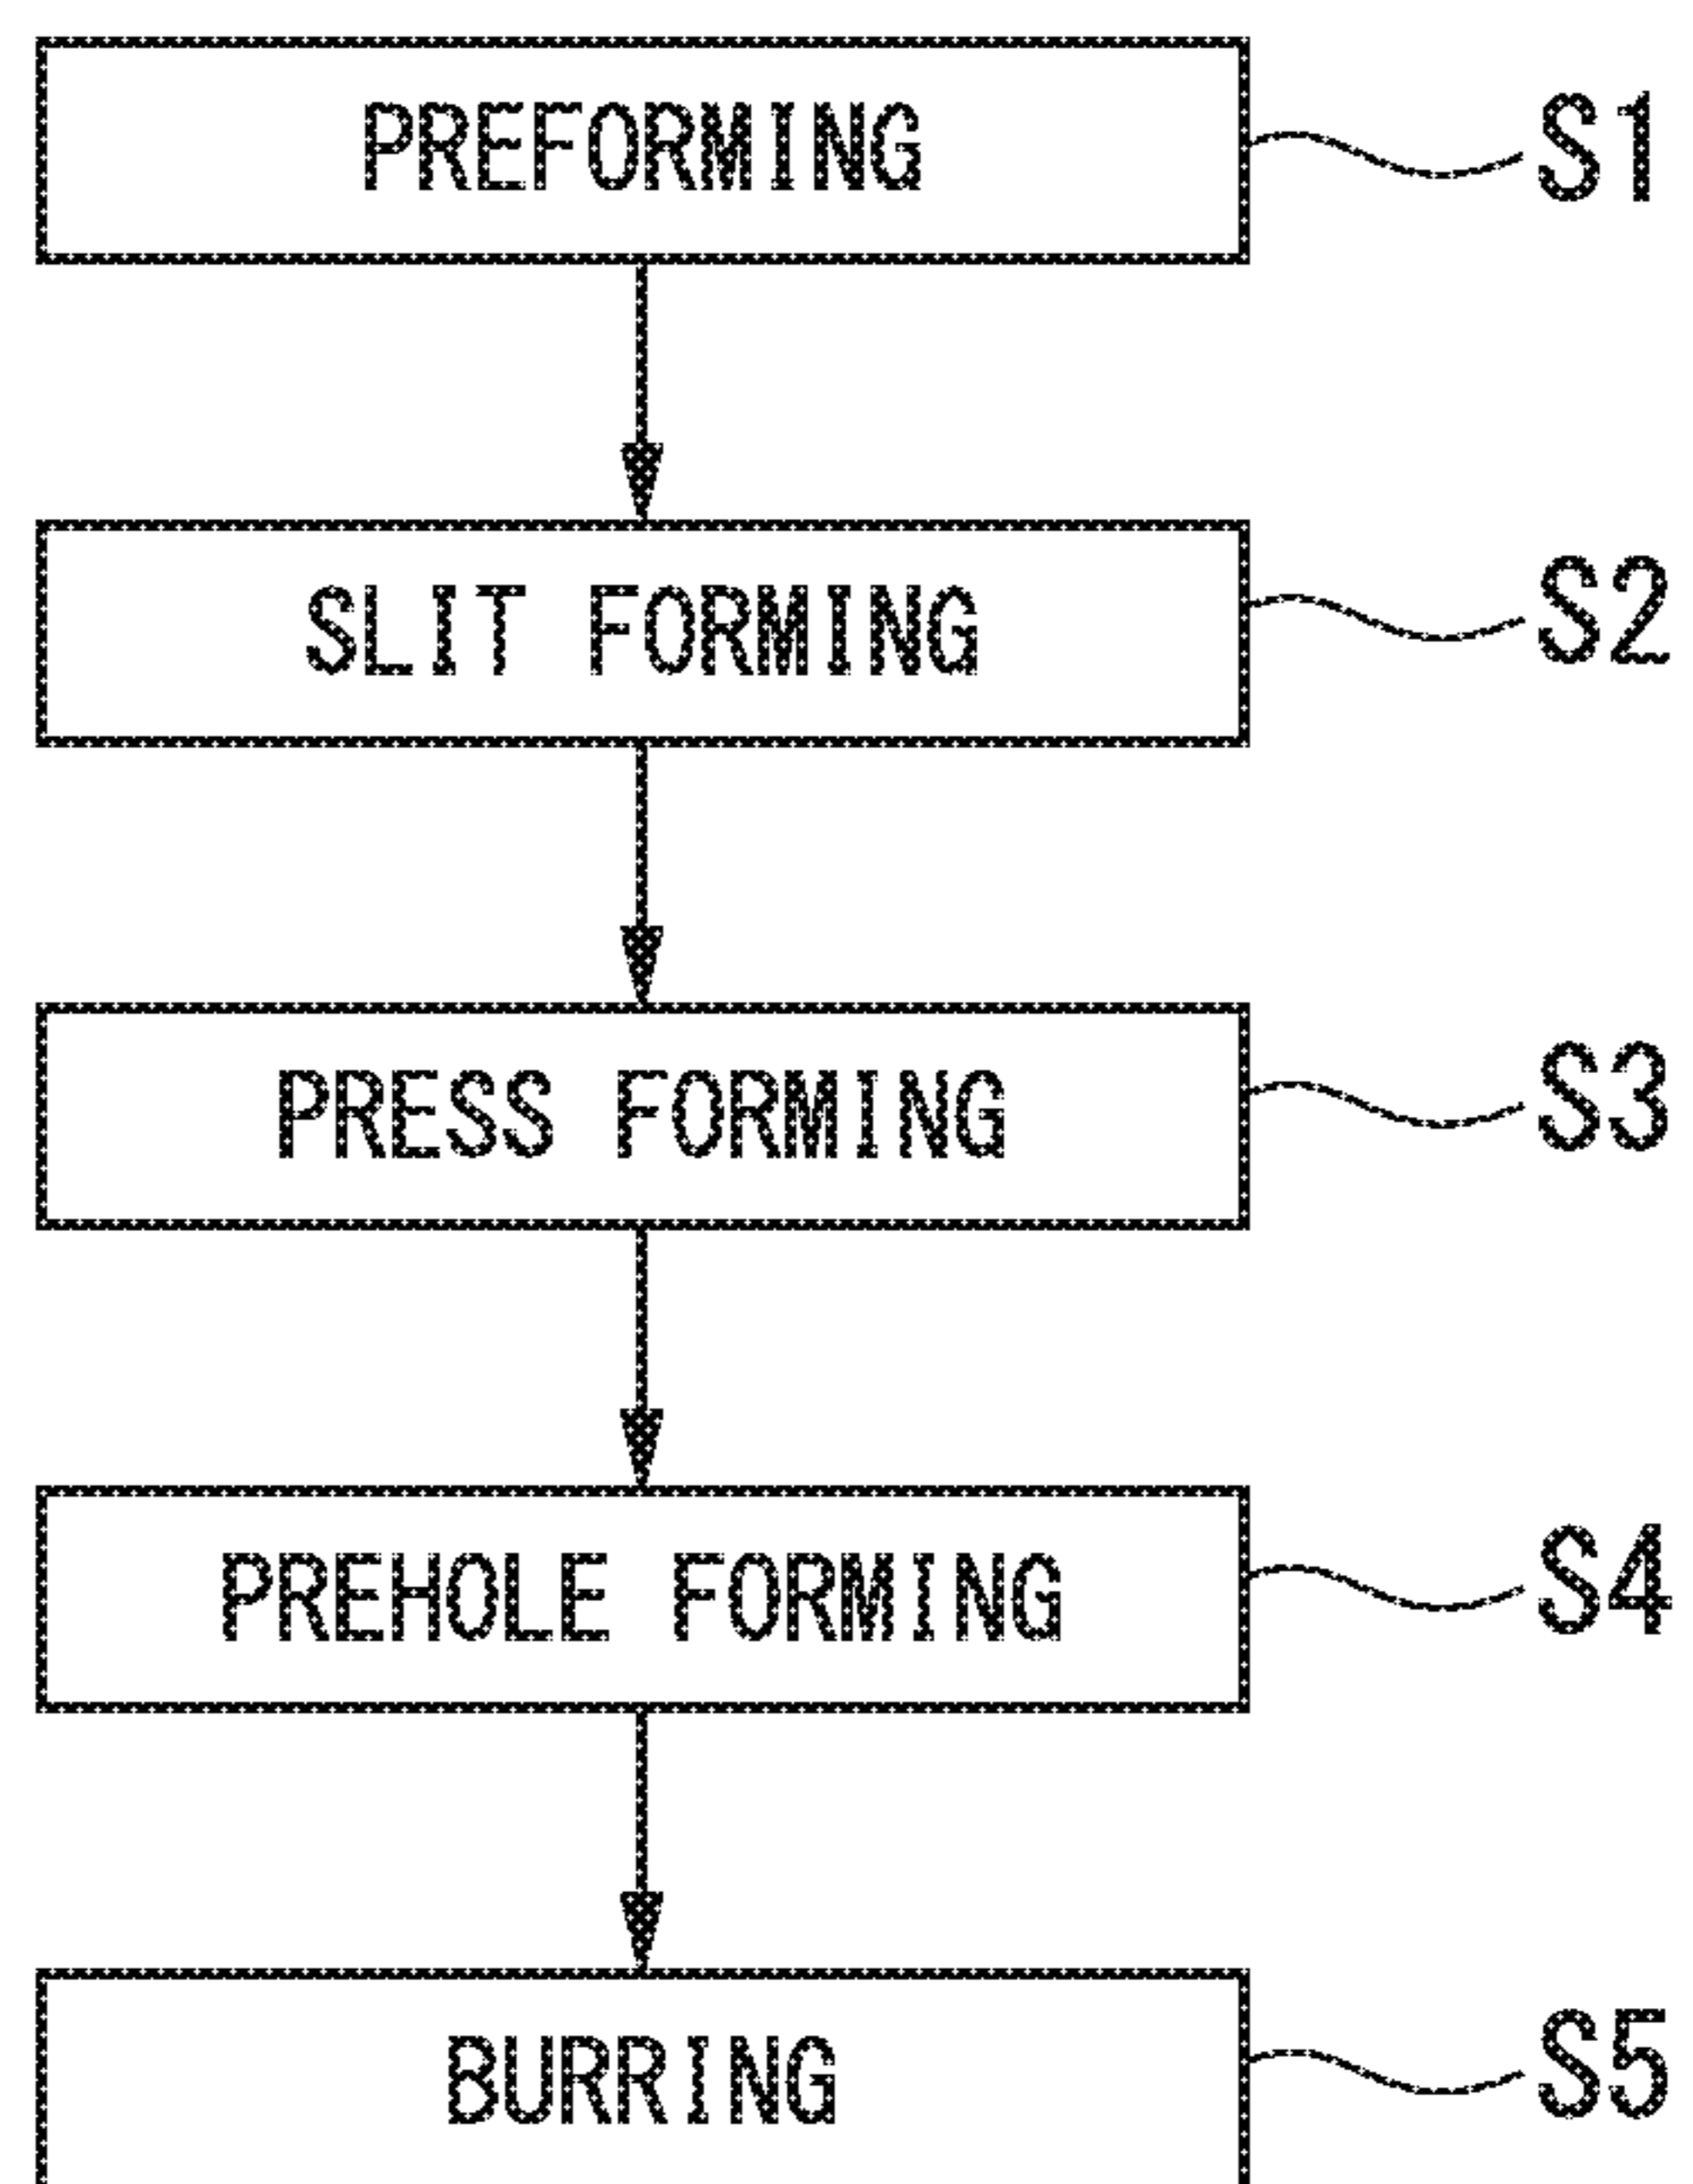 PREFORMING S1
SLIT FORMING S2
PRESS FORMING S3
PREHOLE FORMING S4
BURRING S5